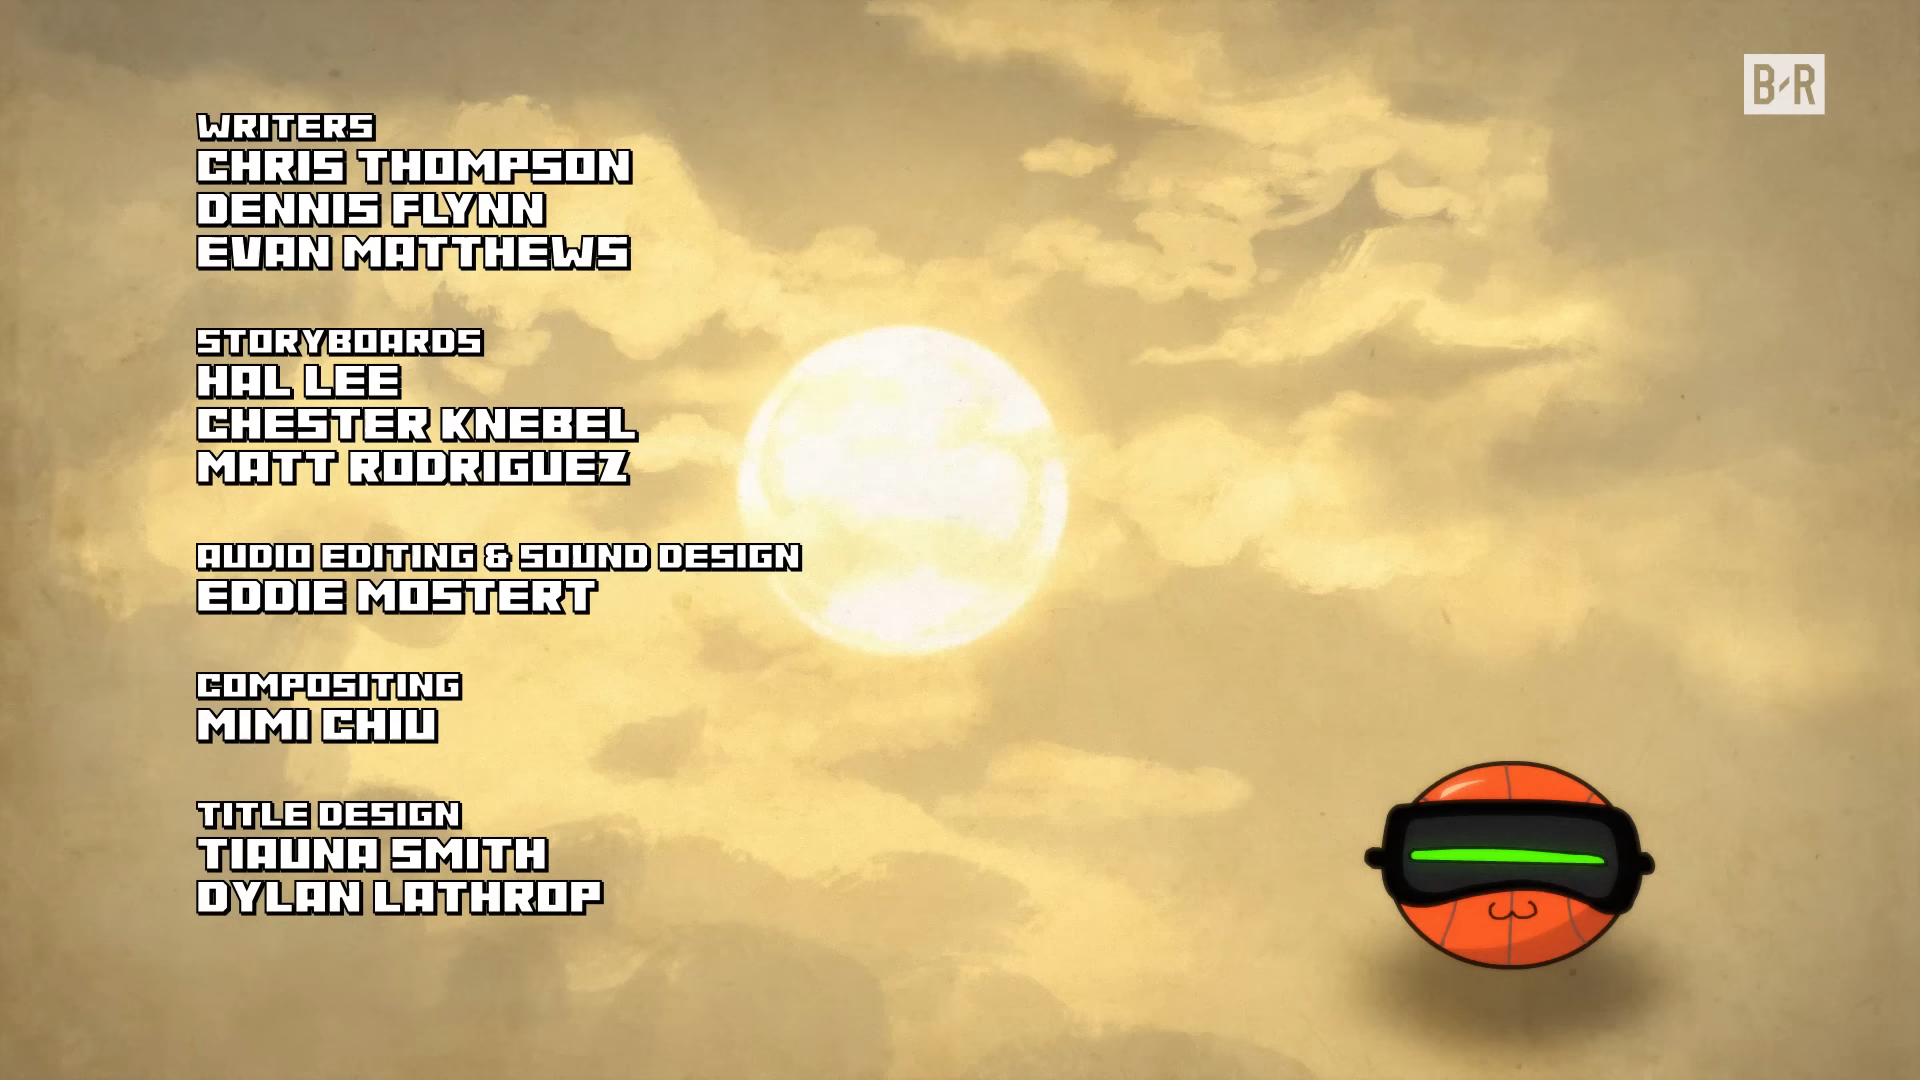 B-R
WRITERS
CHRIS THOMPSON
DENNIS FLYNN
EVAN MATTHEWS
STORYBOARDS
HAL LEE
CHESTER KNEBEL
MATT RODRIGUEZ
AUDIO EDITING & SOUND DESIGN
EDDIE MOSTERT
COMPOSITING
MIMI CHIU
TITLE DESIGN
TIAUNA SMITH
DYLAN LATHROP